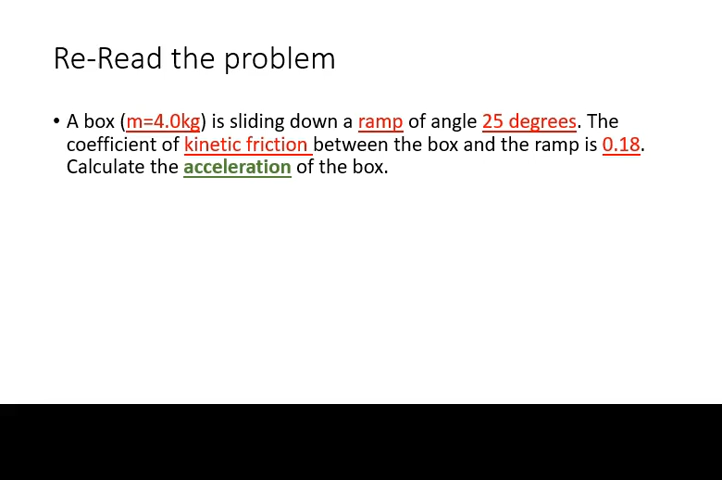 Re-Read the problem
• A box (m=4.0kg) is sliding down a ramp of angle 25 degrees. The
coefficient of kinetic friction between the box and the ramp is 0.18.
Calculate the acceleration of the box.